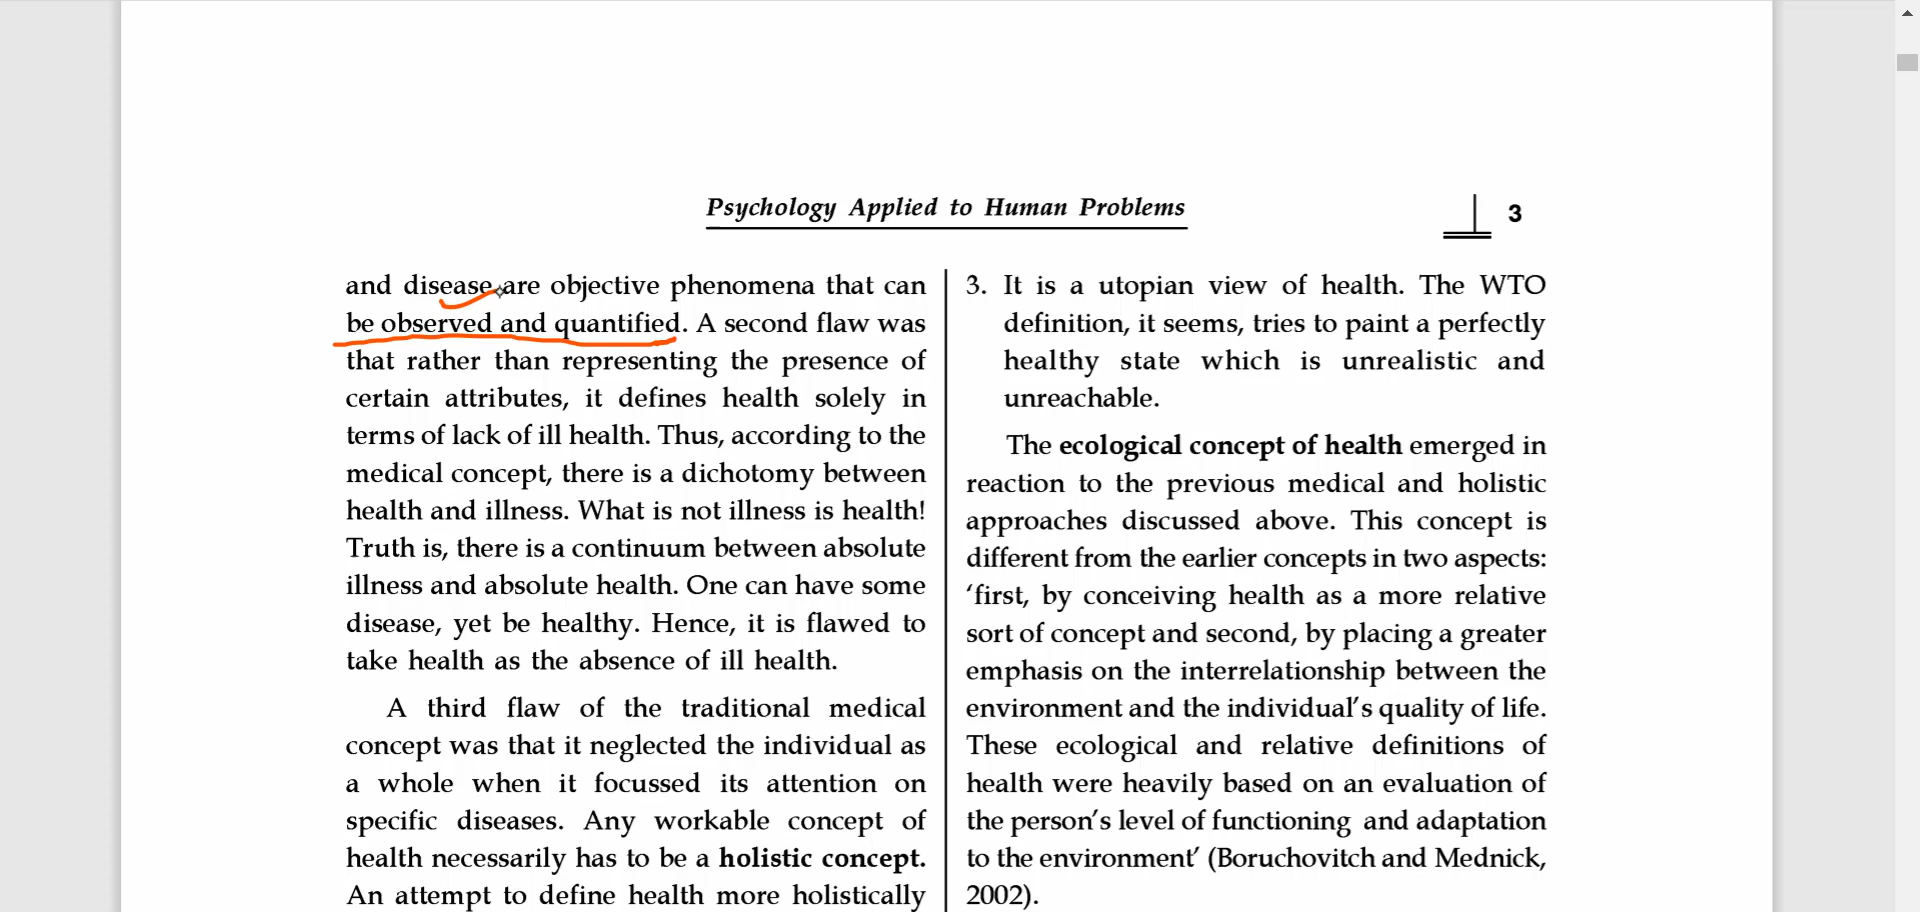 Psychology Applied to Human Problems
3
and disease are objective phenomena that can
be observed and quantified. A second flaw was
that rather than representing the presence of
certain attributes, it defines health solely in
terms of lack of ill health. Thus, according to the
medical concept, there is a dichotomy between
health and illness. What is not illness is health!
Truth is, there is a continuum between absolute
illness and absolute health. One can have some
disease, yet be healthy. Hence, it is flawed to
take health as the absence of ill health.
A third flaw of the traditional medical
concept was that it neglected the individual as
a whole when it focussed its attention on
specific diseases. Any workable concept of
health necessarily has to be a holistic concept.
An attempt to define health more holistically
3. It is a utopian view of health. The WTO
definition, it seems, tries to paint a perfectly
healthy state which is unrealistic and
unreachable.
The ecological concept of health emerged in
reaction to the previous medical and holistic
approaches discussed above. This concept is
different from the earlier concepts in two aspects:
‘first, by conceiving health as a more relative
sort of concept and second, by placing a greater
emphasis on the interrelationship between the
environment and the individual’s quality of life.
These ecological and relative definitions of
health were heavily based on an evaluation of
the person’s level of functioning and adaptation
to the environment’ (Boruchovitch and Mednick,
2002).